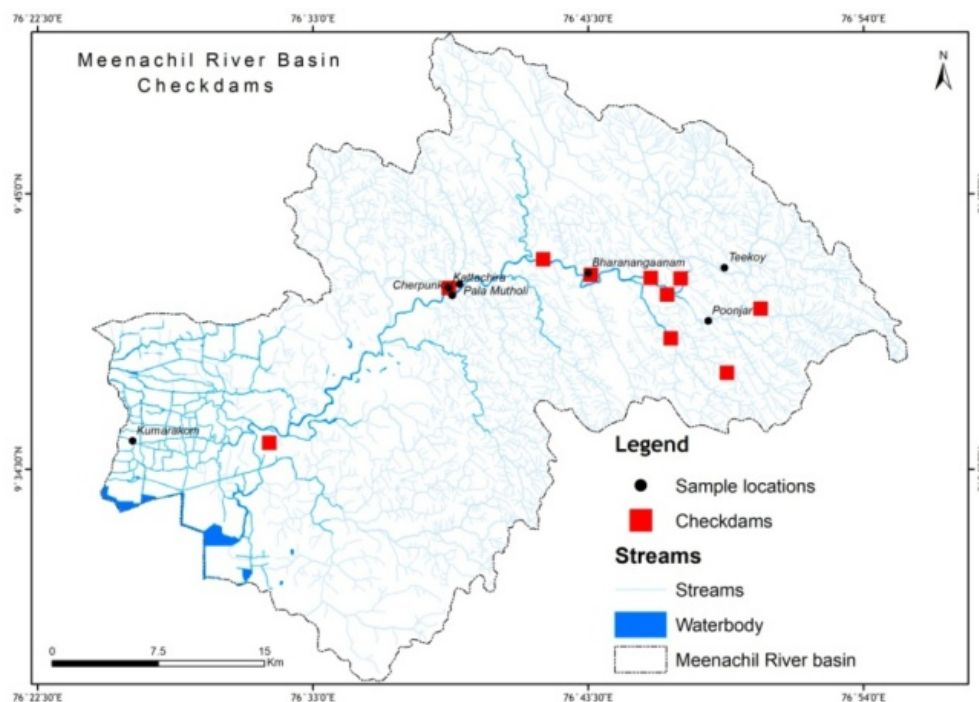 76°22'30"E 76°33'0"E 76°43'30"E 76°54'0"E
Meenachil River Basin
Checkdams
N
9°45'0"N
Bharanangaanam
Teekoy
Kattachira
Pala Mutholi
Poonjar
Kumarakom
9°34'30"N
Legend
Sample locations
Checkdams
Streams
Streams
Waterbody
Meenachil River basin
0 7.5 15
Km
76°22'30"E 76°33'0"E 76°43'30"E 76°54'0"E